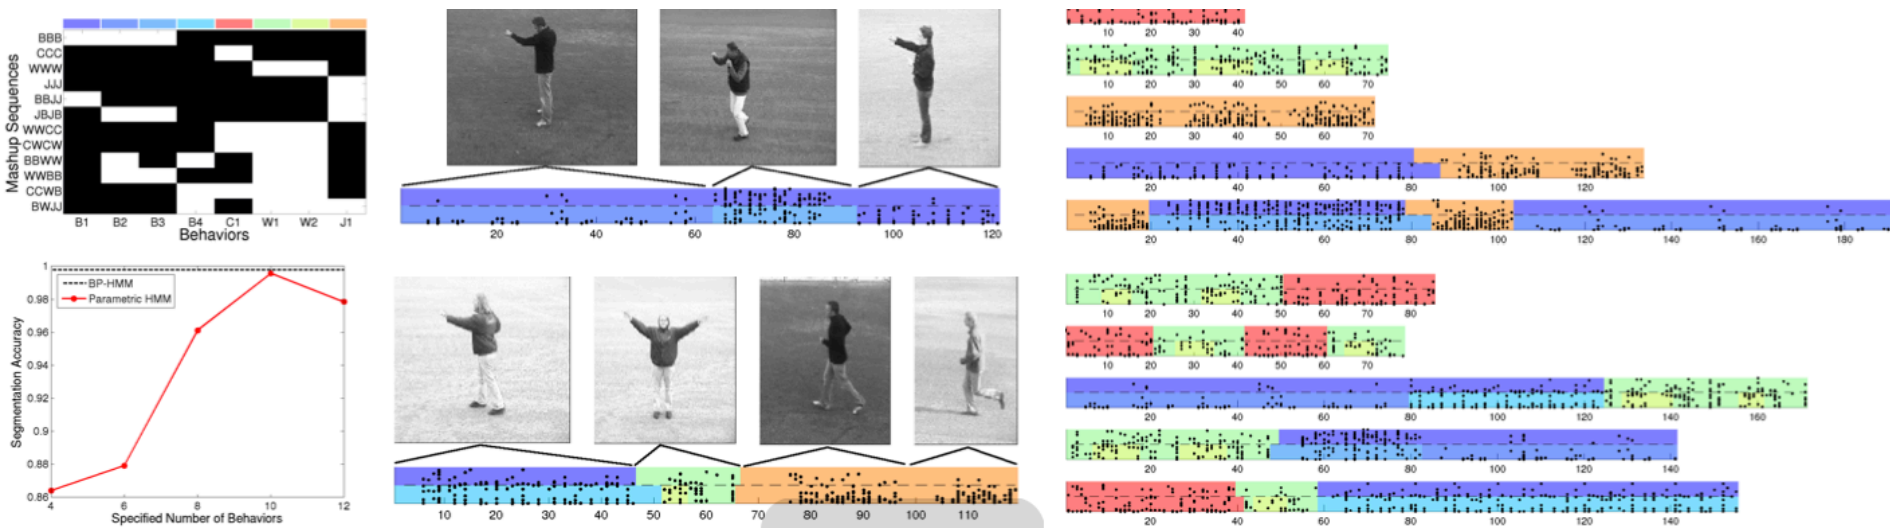 Mashup Sequences
BBB
CCC
WWW
JJJ
BBJJ
JBJB
WWCC
CWCW
BBWW
WWBB
CCWB
BWJJ
B1 B2 B3 B4 C1 W1 W2 J1
Behaviors
Segmentation Accuracy
1
0.98
0.96
0.94
0.92
0.9
0.88
0.86
BP-HMM
Parametric HMM
4 6 8 10 12
Specified Number of Behaviors
20 40 60 80 100 120
10 20 30 40 50 60 70 80 90 100 110
10 20 30 40
10 20 30 40 50 60 70
10 20 30 40 50 60 70
20 40 60 80 100 120
20 40 60 80 100 120 140 160 180
10 20 30 40 50 60 70 80
10 20 30 40 50 60 70
20 40 60 80 100 120 140 160
20 40 60 80 100 120 140
20 40 60 80 100 120 140